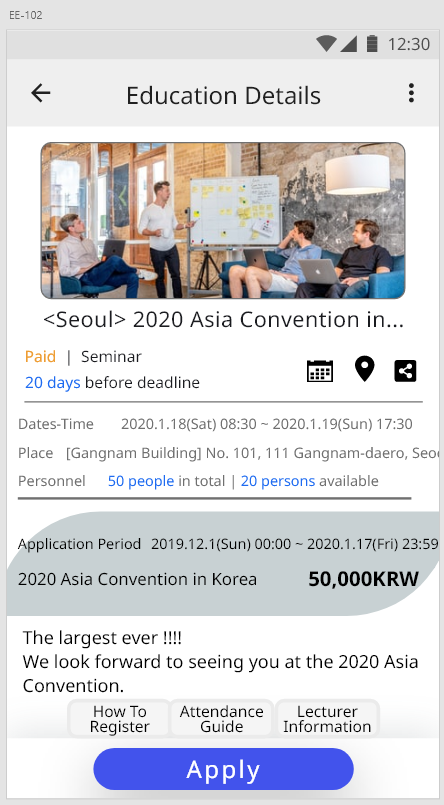 EE-102
12:30
Education Details
<Seoul> 2020 Asia Convention in...
Paid | Seminar
20 days before deadline
Dates-Time 2020.1.18(Sat) 08:30 ~ 2020.1.19(Sun) 17:30
Place [Gangnam Building] No. 101, 111 Gangnam-daero, Seo
Personnel 50 people in total | 20 persons available
Application Period 2019.12.1(Sun) 00:00 ~ 2020.1.17(Fri) 23:59
2020 Asia Convention in Korea 50,000KRW
The largest ever !!!!
We look forward to seeing you at the 2020 Asia
Convention.
How To Register
Attendance Guide
Lecturer Information
Apply